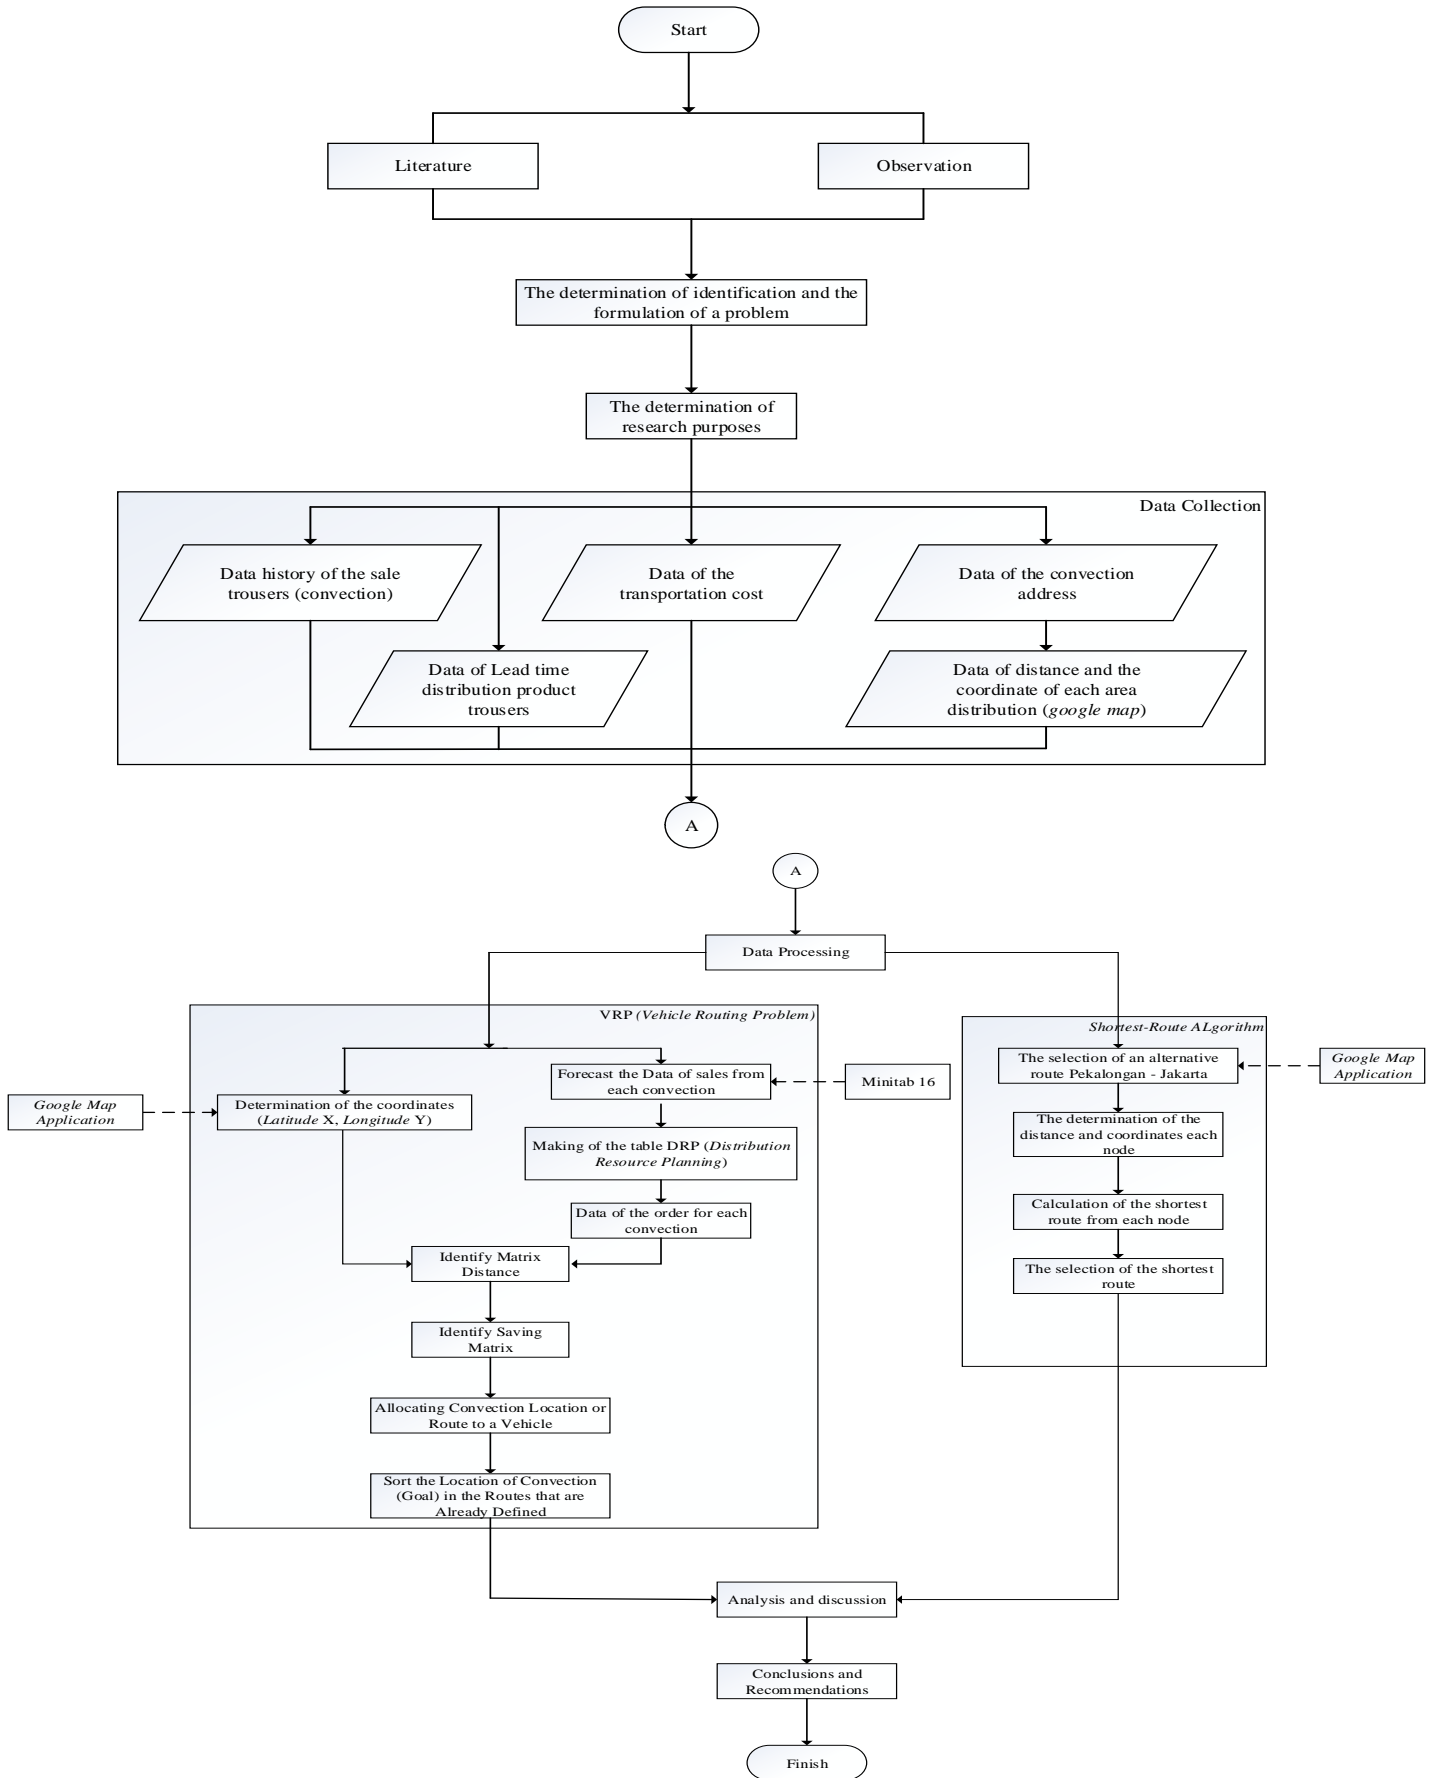 Start
Literature
Observation
The determination of identification and the
formulation of a problem
The determination of
research purposes
Data Collection
Data history of the sale
trousers (convection)
Data of the
transportation cost
Data of the convection
address
Data of Lead time
distribution product
trousers
Data of distance and the
coordinate of each area
distribution (google map)
A
A
Data Processing
VRP (Vehicle Routing Problem)
Shortest-Route ALgorithm
Forecast the Data of sales from
each convection
Minitab 16
The selection of an alternative
route Pekalongan - Jakarta
Google Map
Application
Google Map
Application
Determination of the coordinates
(Latitude X, Longitude Y)
Making of the table DRP (Distribution
Resource Planning)
The determination of the
distance and coordinates each
node
Data of the order for each
convection
Calculation of the shortest
route from each node
Identify Matrix
Distance
The selection of the shortest
route
Identify Saving
Matrix
Allocating Convection Location or
Route to a Vehicle
Sort the Location of Convection
(Goal) in the Routes that are
Already Defined
Analysis and discussion
Conclusions and
Recommendations
Finish